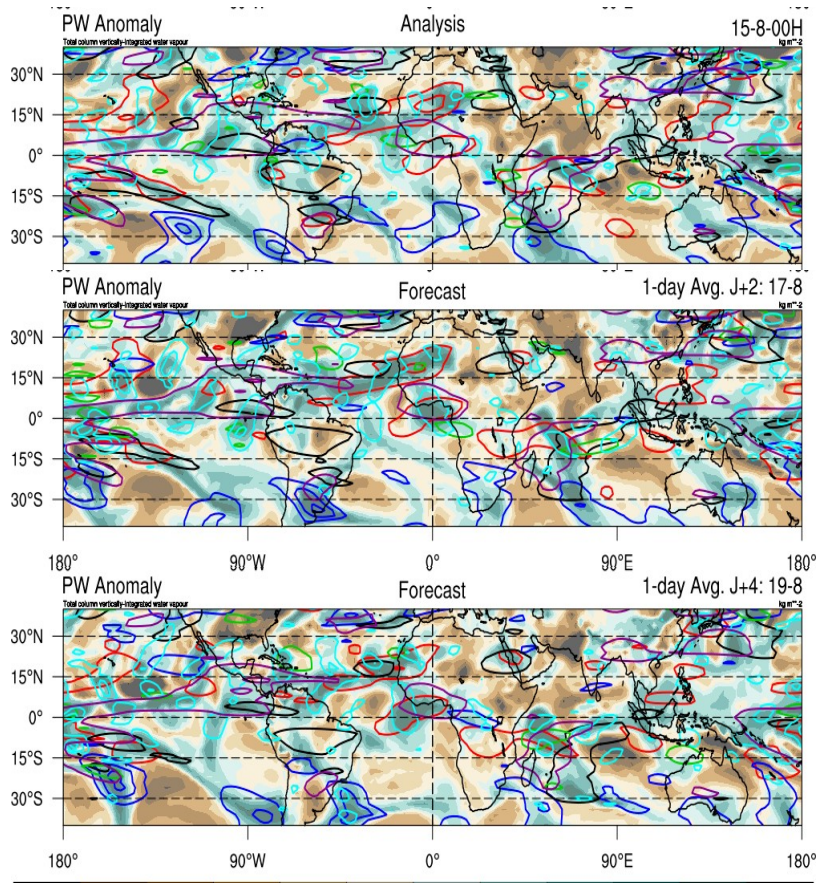 PW Anomaly Analysis 15-8-00H
Total column vertically-integrated water vapour kg m**-2
30°N
15°N
0°
15°S
30°S
PW Anomaly Forecast 1-day Avg. J+2: 17-8
Total column vertically-integrated water vapour kg m**-2
30°N
15°N
0°
15°S
30°S
180° 90°W 0° 90°E 180°
PW Anomaly Forecast 1-day Avg. J+4: 19-8
Total column vertically-integrated water vapour kg m**-2
30°N
15°N
0°
15°S
30°S
180° 90°W 0° 90°E 180°